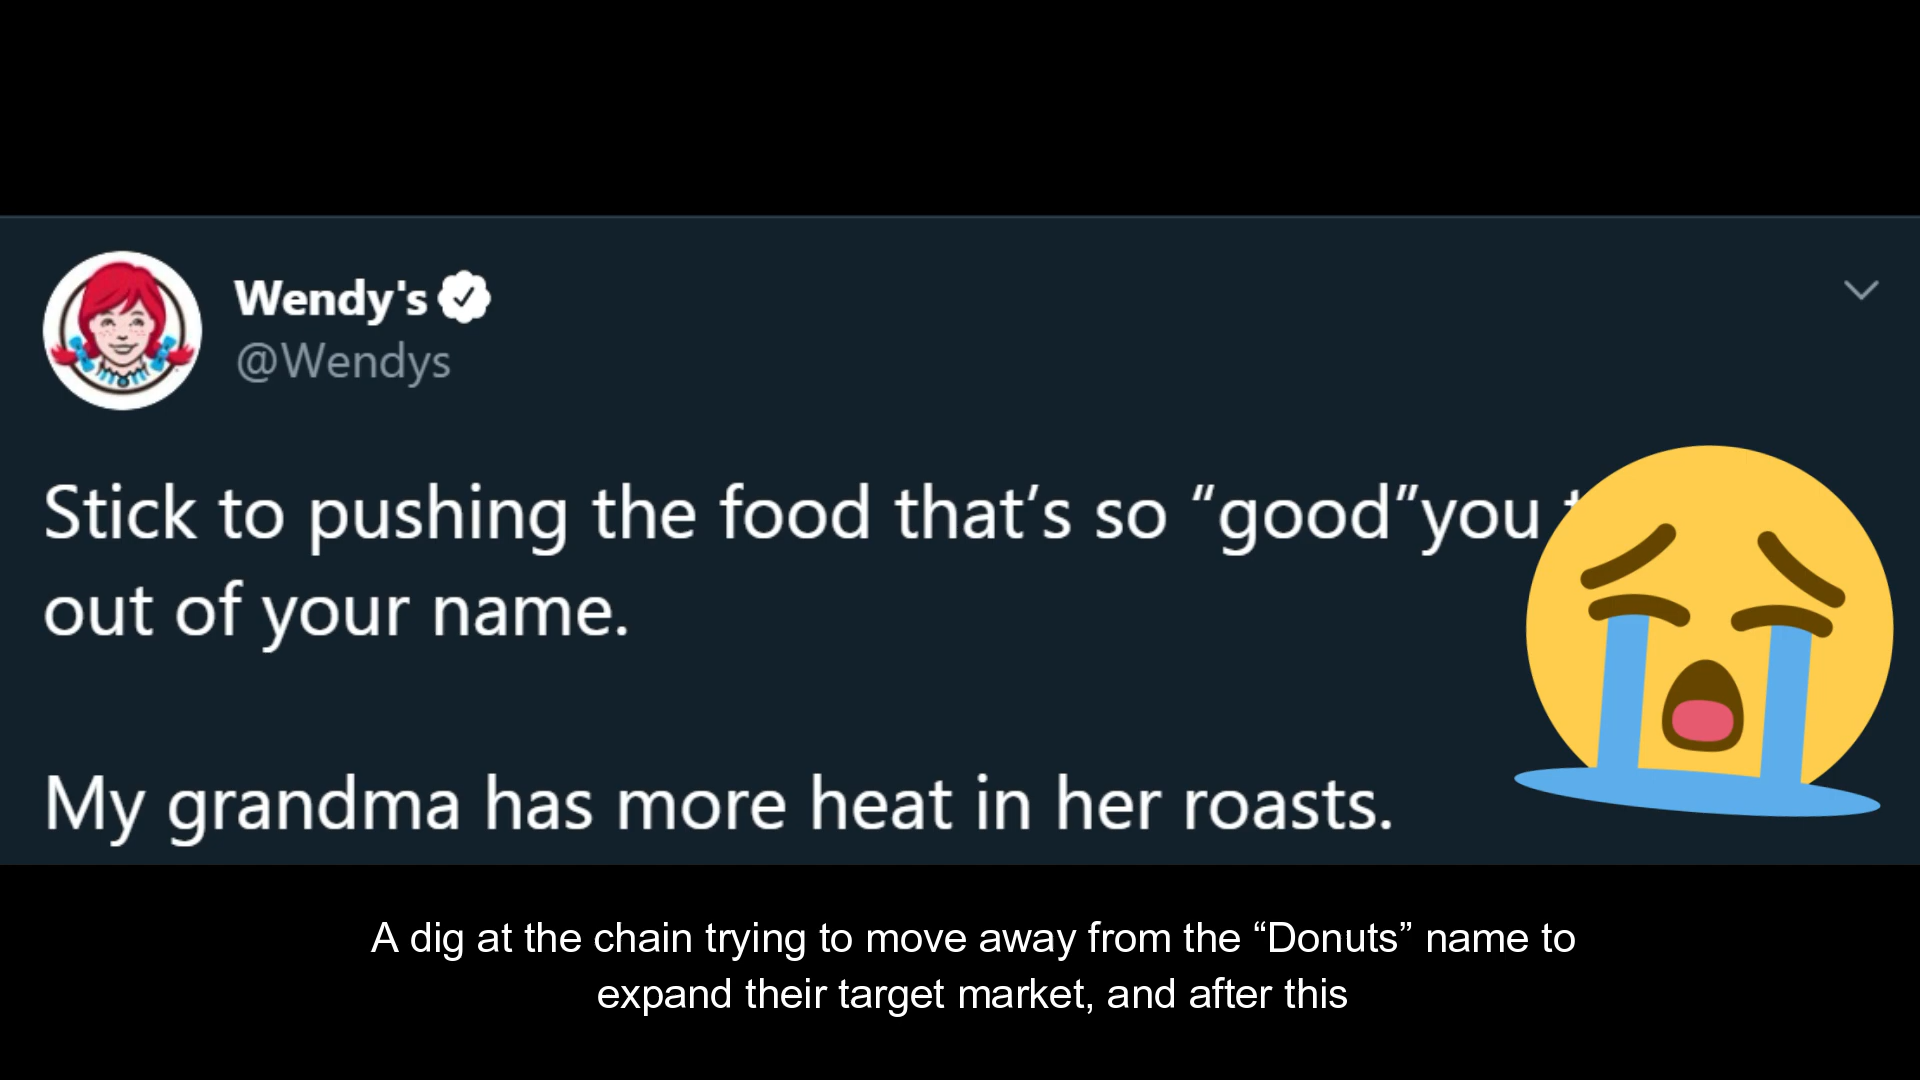 Wendy's
@Wendys
Stick to pushing the food that’s so “good”you
out of your name.
My grandma has more heat in her roasts.
A dig at the chain trying to move away from the “Donuts” name to
expand their target market, and after this